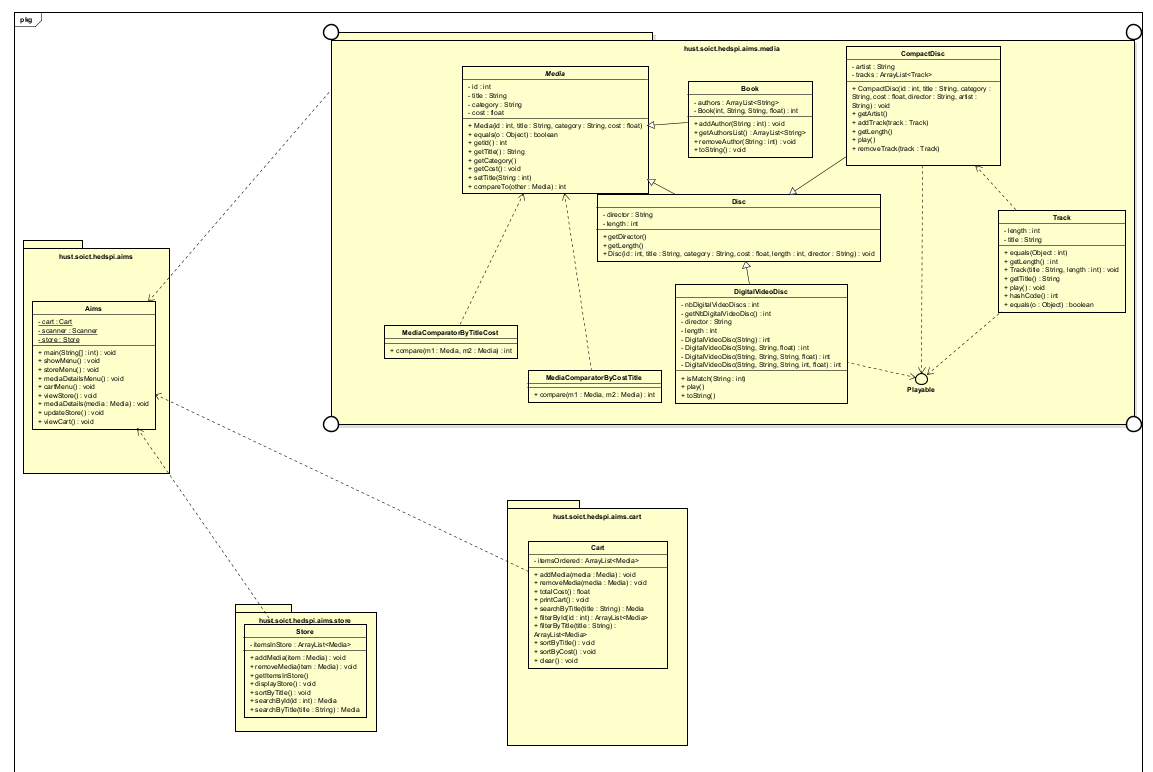 pkg
hust.soict.hedspi.aims.media
Media
- id : int
- title : String
- category : String
- cost : float
+ Media(id : int, title : String, category : String, cost : float)
+ equals(o : Object) : boolean
+ getId() : int
+ getTitle() : String
+ getCategory()
+ getCost() : void
+ setTitle(String : int)
+ compareTo(other : Media) : int
Book
- authors : ArrayList<String>
- Book(int, String, String, float) : int
+ addAuthor(String : int) : void
+ getAuthorsList() : ArrayList<String>
+ removeAuthor(String : int) : void
+ toString() : void
CompactDisc
- artist : String
- tracks : ArrayList<Track>
+ CompactDisc(id : int, title : String, category :
String, cost : float, director : String, artist :
String) : void
+ getArtist()
+ addTrack(track : Track)
+ getLength()
+ play()
+ removeTrack(track : Track)
Disc
- director : String
- length : int
+ getDirector()
+ getLength()
+ Disc(id : int, title : String, category : String, cost : float, length : int, director : String) : void
Track
- length : int
- title : String
+ equals(Object : int)
+ getLength() : int
+ Track(title : String, length : int) : void
+ getTitle() : String
+ play() : void
+ hashCode() : int
+ equals(o : Object) : boolean
DigitalVideoDisc
- nbDigitalVideoDiscs : int
- getNbDigitalVideoDisc() : int
- director : String
- length : int
- DigitalVideoDisc(String) : int
- DigitalVideoDisc(String, String, float) : int
- DigitalVideoDisc(String, String, String, float) : int
- DigitalVideoDisc(String, String, String, int, float) : int
+ isMatch(String : int)
+ play()
+ toString()
MediaComparatorByTitleCost
+ compare(m1 : Media, m2 : Media) : int
MediaComparatorByCostTitle
+ compare(m1 : Media, m2 : Media) : int
Playable
hust.soict.hedspi.aims
Aims
- cart : Cart
- scanner : Scanner
- store : Store
+ main(String[] : int) : void
+ showMenu() : void
+ storeMenu() : void
+ mediaDetailsMenu() : void
+ cartMenu() : void
+ viewStore() : void
+ mediaDetails(media : Media) : void
+ updateStore() : void
+ viewCart() : void
hust.soict.hedspi.aims.cart
Cart
- itemsOrdered : ArrayList<Media>
+ addMedia(media : Media) : void
+ removeMedia(media : Media) : void
+ totalCost() : float
+ printCart() : void
+ searchByTitle(title : String) : Media
+ filterById(id : int) : ArrayList<Media>
+ filterByTitle(title : String) :
ArrayList<Media>
+ sortByTitle() : void
+ sortByCost() : void
+ clear() : void
hust.soict.hedspi.aims.store
Store
- itemsInStore : ArrayList<Media>
+ addMedia(item : Media) : void
+ removeMedia(item : Media) : void
+ getItemsInStore()
+ displayStore() : void
+ sortByTitle() : void
+ searchById(id : int) : Media
+ searchByTitle(title : String) : Media